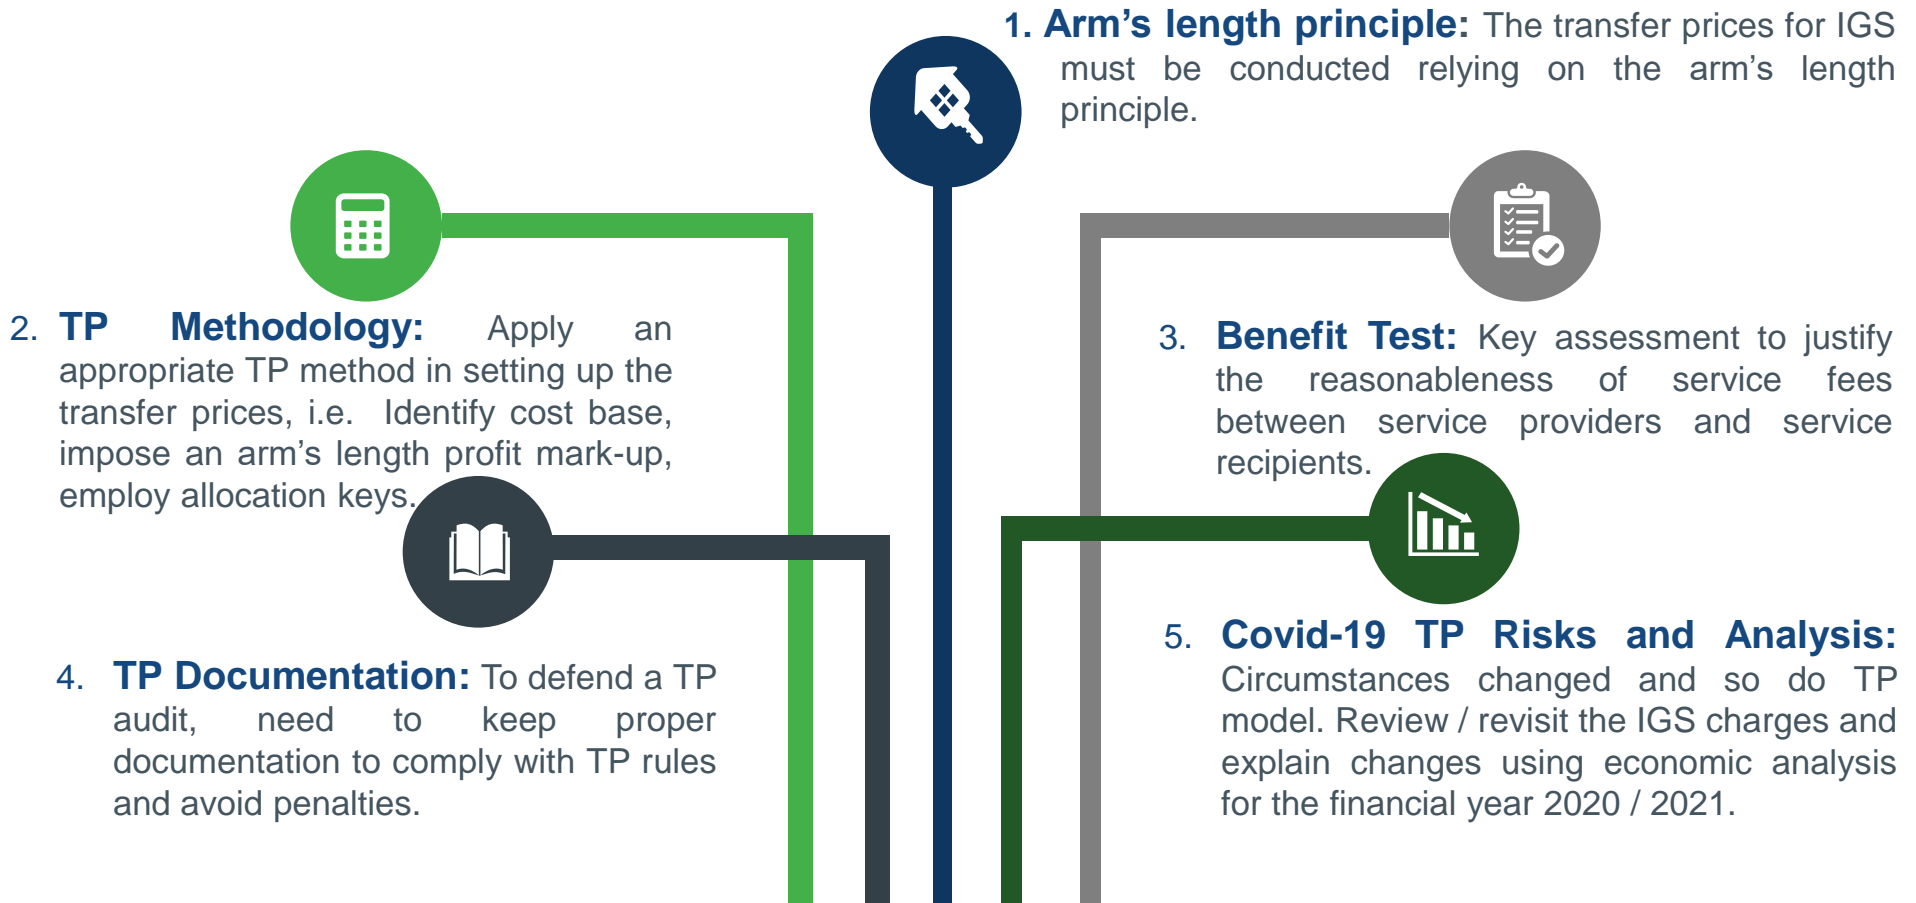 1. Arm’s length principle: The transfer prices for IGS
must be conducted relying on the arm’s length
principle.
2. TP Methodology: Apply an
appropriate TP method in setting up the
transfer prices, i.e. Identify cost base,
impose an arm’s length profit mark-up,
employ allocation keys.
3. Benefit Test: Key assessment to justify
the reasonableness of service fees
between service providers and service
recipients.
4. TP Documentation: To defend a TP
audit, need to keep proper
documentation to comply with TP rules
and avoid penalties.
5. Covid-19 TP Risks and Analysis:
Circumstances changed and so do TP
model. Review / revisit the IGS charges and
explain changes using economic analysis
for the financial year 2020 / 2021.